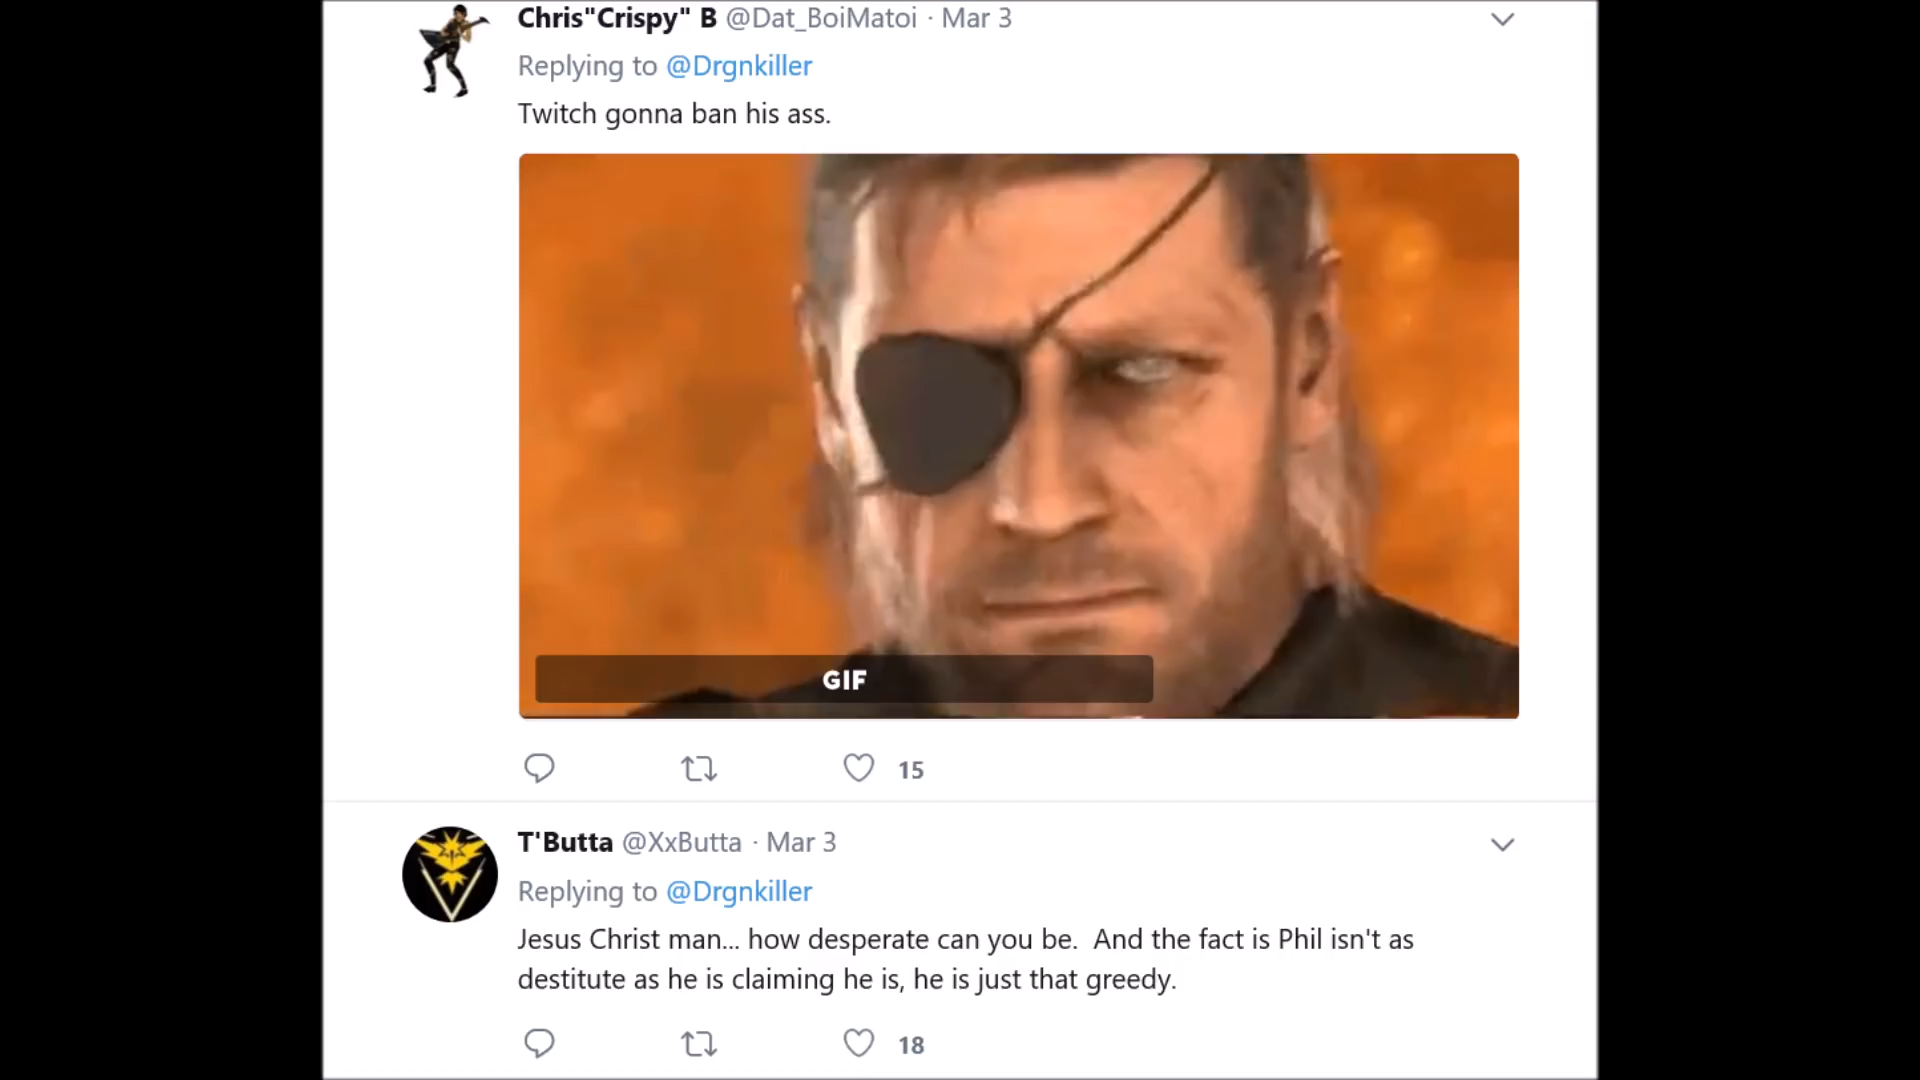 Chris"Crispy" B @Dat_BoiMatoi · Mar 3
Replying to @Drgnkiller
Twitch gonna ban his ass.
GIF
15
T'Butta @XxButta · Mar 3
Replying to @Drgnkiller
Jesus Christ man... how desperate can you be.  And the fact is Phil isn't as
destitute as he is claiming he is, he is just that greedy.
18